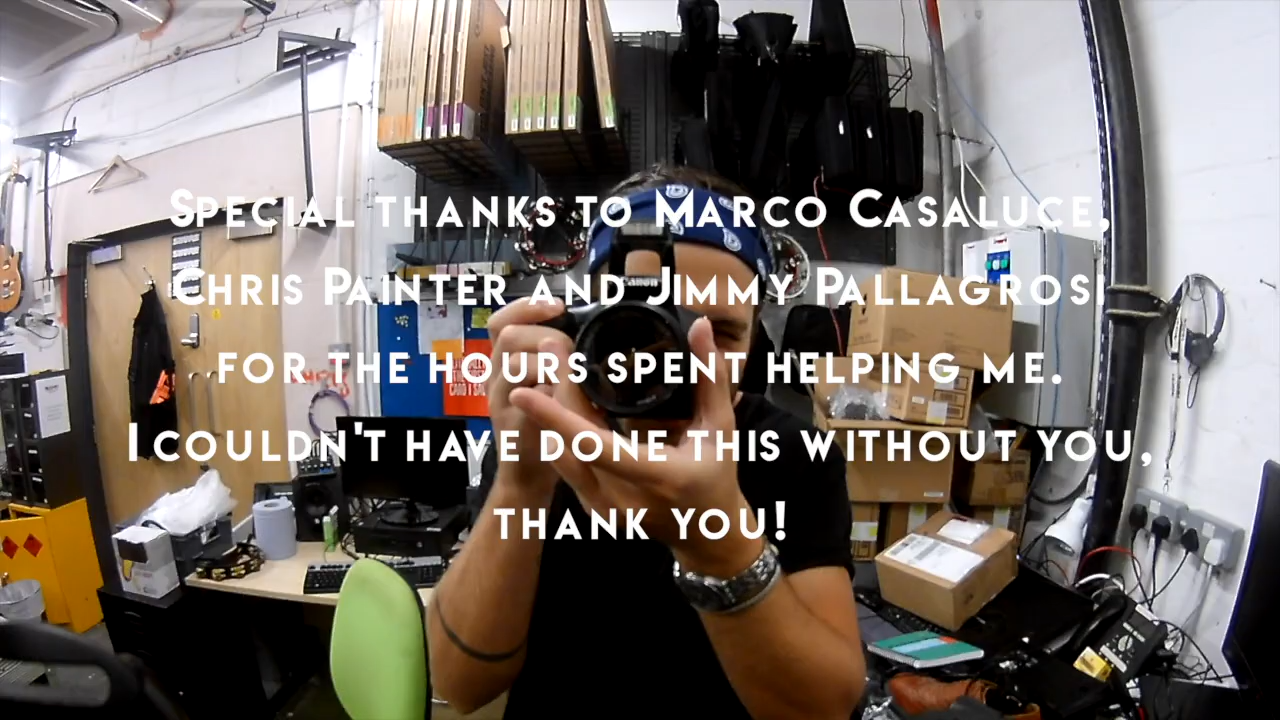 Special thanks to Marco Casaluce,
Chris Painter and Jimmy Pallagrosi
for the hours spent helping me.
I couldn't have done this without you,
thank you!
Canon